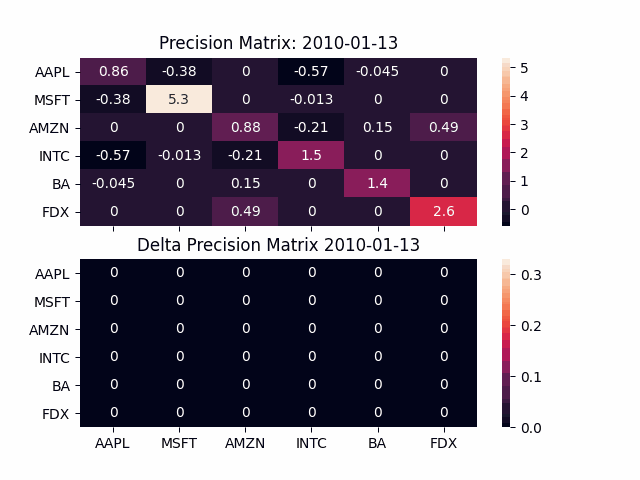 Precision Matrix: 2010-01-13
AAPL 0.86 -0.38 0 -0.57 -0.045 0
MSFT -0.38 5.3 0 -0.013 0 0
AMZN 0 0 0.88 -0.21 0.15 0.49
INTC -0.57 -0.013 -0.21 1.5 0 0
BA -0.045 0 0.15 0 1.4 0
FDX 0 0 0.49 0 0 2.6
5
4
3
2
1
0
Delta Precision Matrix 2010-01-13
AAPL 0 0 0 0 0 0
MSFT 0 0 0 0 0 0
AMZN 0 0 0 0 0 0
INTC 0 0 0 0 0 0
BA 0 0 0 0 0 0
FDX 0 0 0 0 0 0
AAPL MSFT AMZN INTC BA FDX
0.3
0.2
0.1
0.0